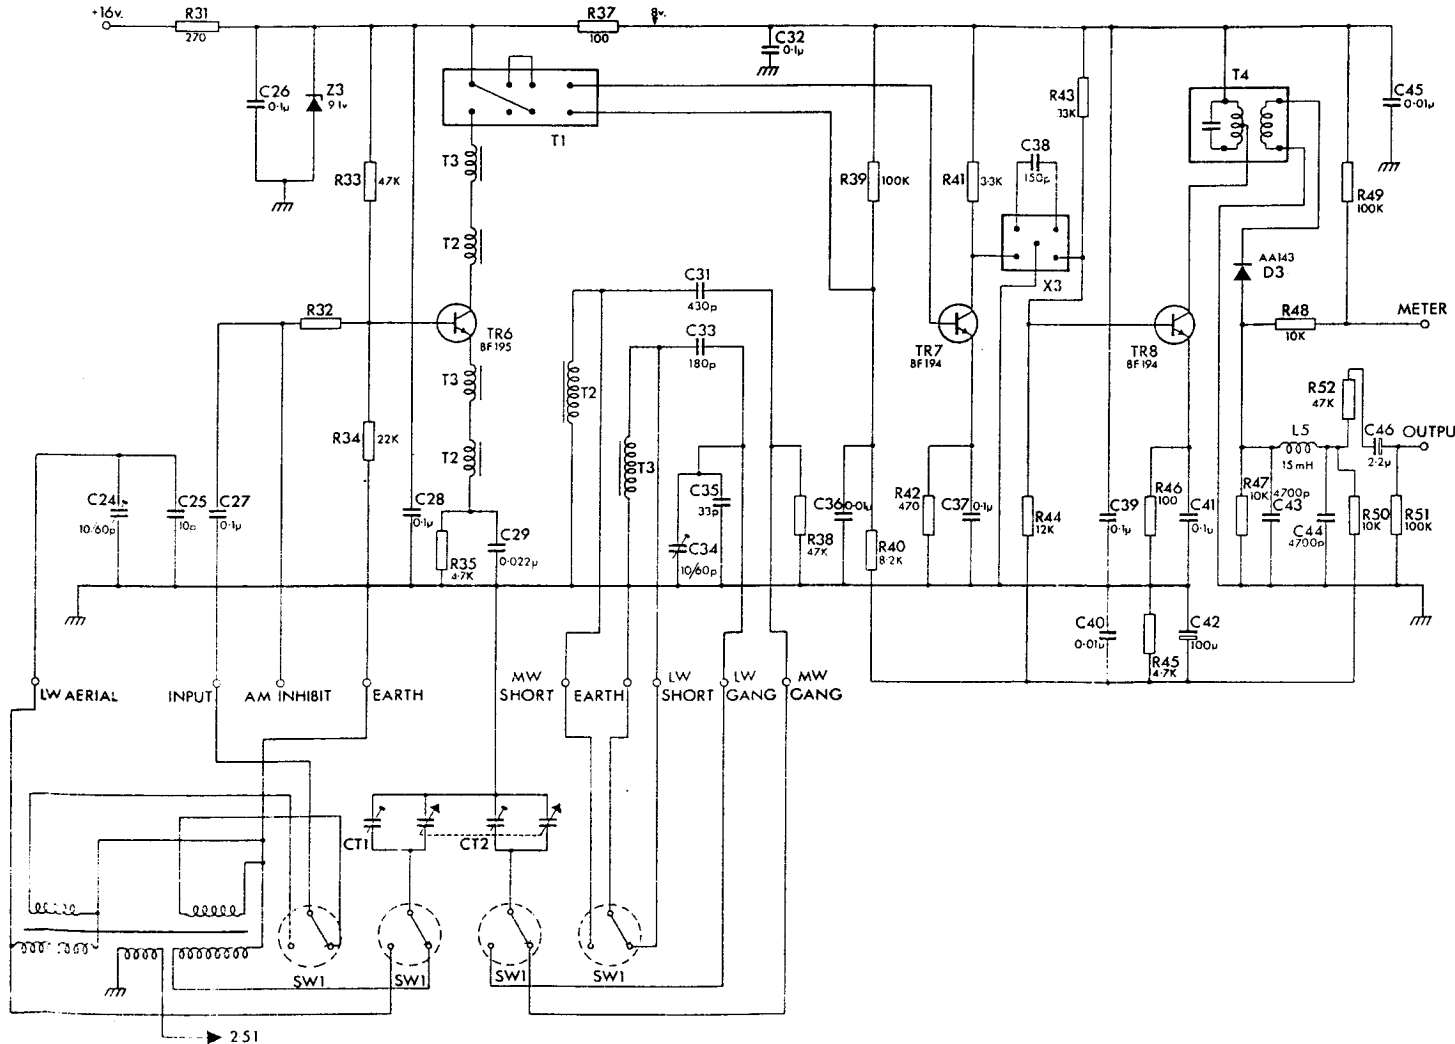 +16v.
R31
270
R37
100
8v.
C32
0·1µ
C26
0·1µ
Z3
9·1v
T1
R43
33K
T4
C45
0·01µ
T3
R33
47K
C38
150p
R39
100K
R41
3·3K
R49
100K
T2
X3
AA143
D3
C31
430p
R32
TR6
BF195
C33
180p
TR7
BF194
TR8
BF194
R48
10K
METER
T3
T2
R52
47K
R34
22K
L5
15mH
C46
2·2µ
OUTPU
T2
T3
C24
10/60p
C25
10p
C27
0·1µ
C28
0·1µ
R35
4·7K
C29
0·022µ
C35
33p
C34
10/60p
R38
47K
C36
0·01µ
R40
8·2K
R42
470
C37
0·1µ
R44
12K
C39
0·1µ
R46
100
C41
0·1µ
R47
10K
4700p
C43
C44
4700p
R50
10K
R51
100K
C40
0·01µ
R45
4·7K
C42
100µ
LW AERIAL
INPUT
AM INHIBIT
EARTH
MW SHORT
EARTH
LW SHORT
LW GANG
MW GANG
CT1
CT2
SW1
SW1
SW1
SW1
2·51